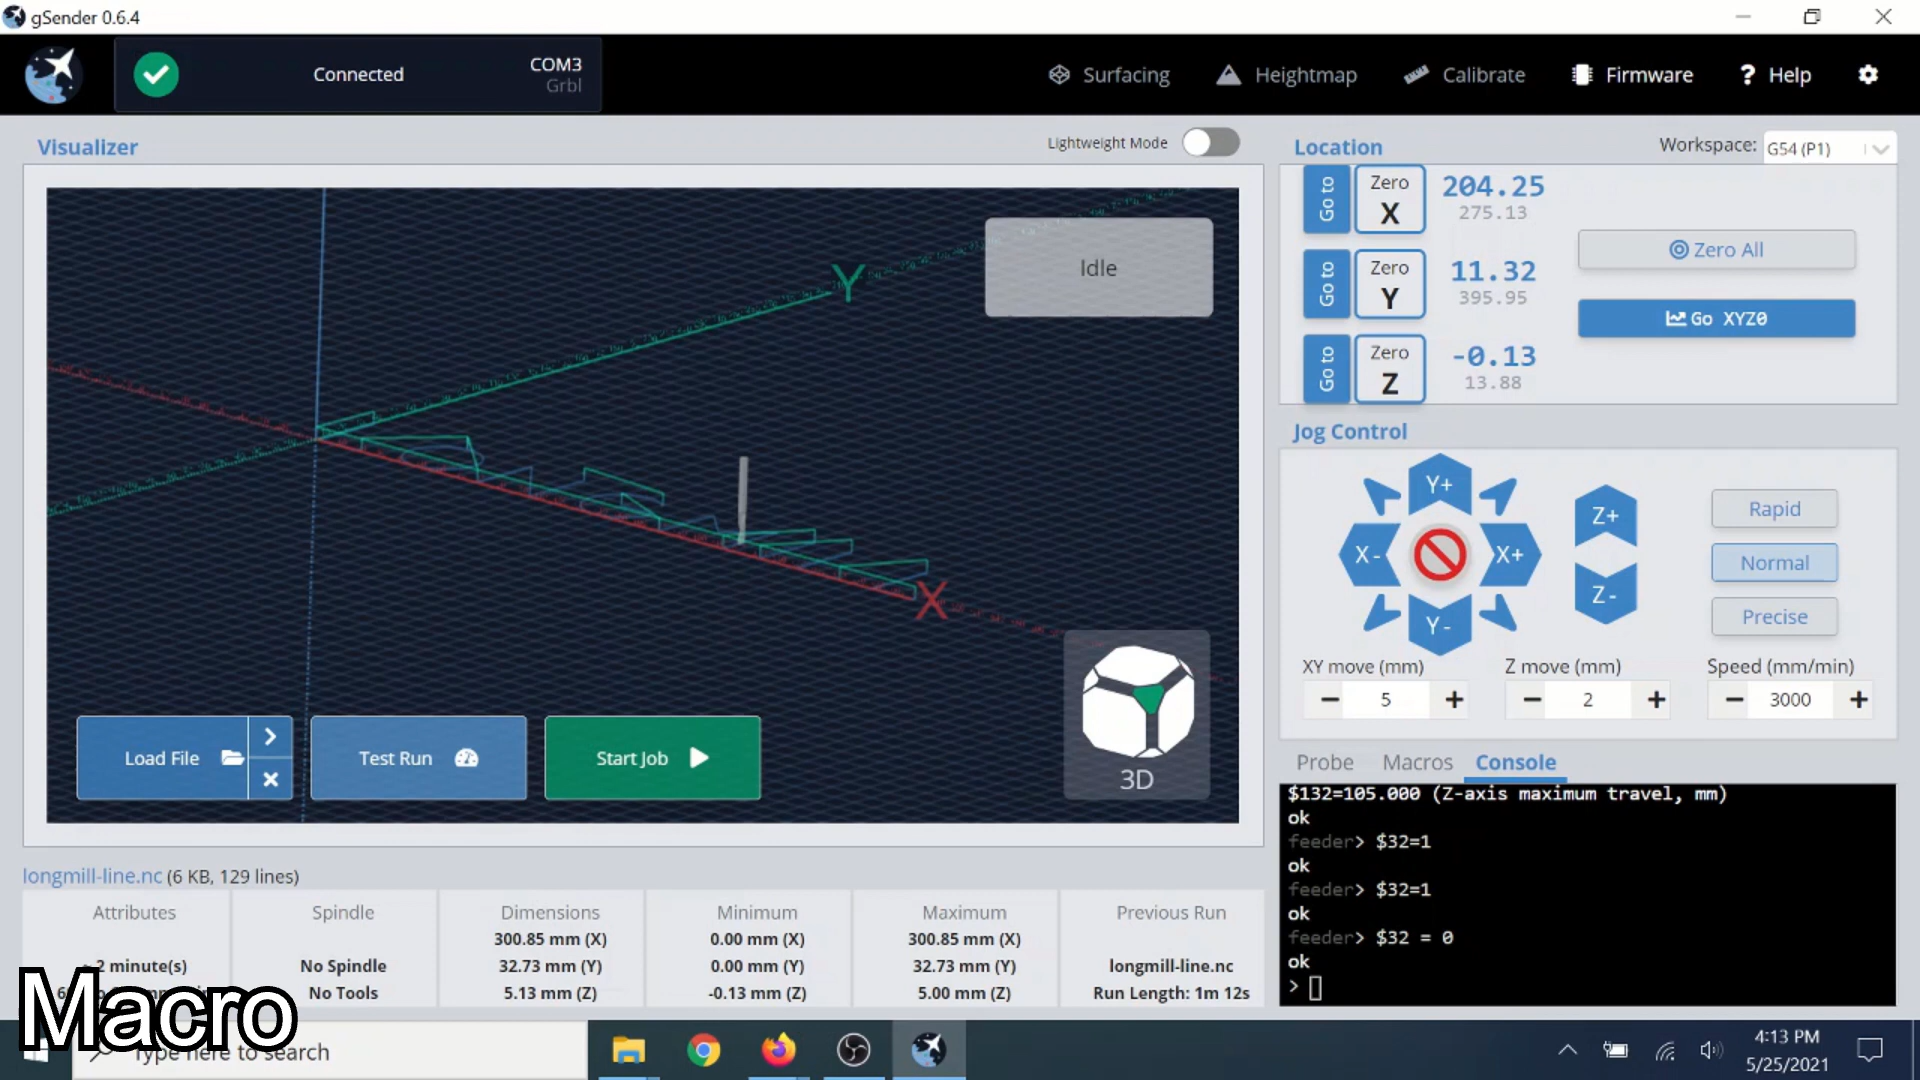 gSender 0.6.4
Connected
COM3
Grbl
Surfacing
Heightmap
Calibrate
Firmware
? Help
Visualizer
Lightweight Mode
Location
Workspace:
G54 (P1)
Idle
Y
X
3D
Load File
Test Run
Start Job
Go to
Zero
X
204.25
275.13
Zero All
Go to
Zero
Y
11.32
395.95
Go XYZ0
Go to
Zero
Z
-0.13
13.88
Jog Control
Y+
X-
X+
Y-
Z+
Z-
Rapid
Normal
Precise
XY move (mm)
Z move (mm)
Speed (mm/min)
− 5 +
− 2 +
− 3000 +
Probe
Macros
Console
$132=105.000 (Z-axis maximum travel, mm)
ok
feeder> $32=1
ok
feeder> $32=1
ok
feeder> $32 = 0
ok
>
longmill-line.nc (6 KB, 129 lines)
Attributes
2 minute(s)
Spindle
No Spindle
No Tools
Dimensions
300.85 mm (X)
32.73 mm (Y)
5.13 mm (Z)
Minimum
0.00 mm (X)
0.00 mm (Y)
-0.13 mm (Z)
Maximum
300.85 mm (X)
32.73 mm (Y)
5.00 mm (Z)
Previous Run
longmill-line.nc
Run Length: 1m 12s
Macro
Type here to search
4:13 PM
5/25/2021